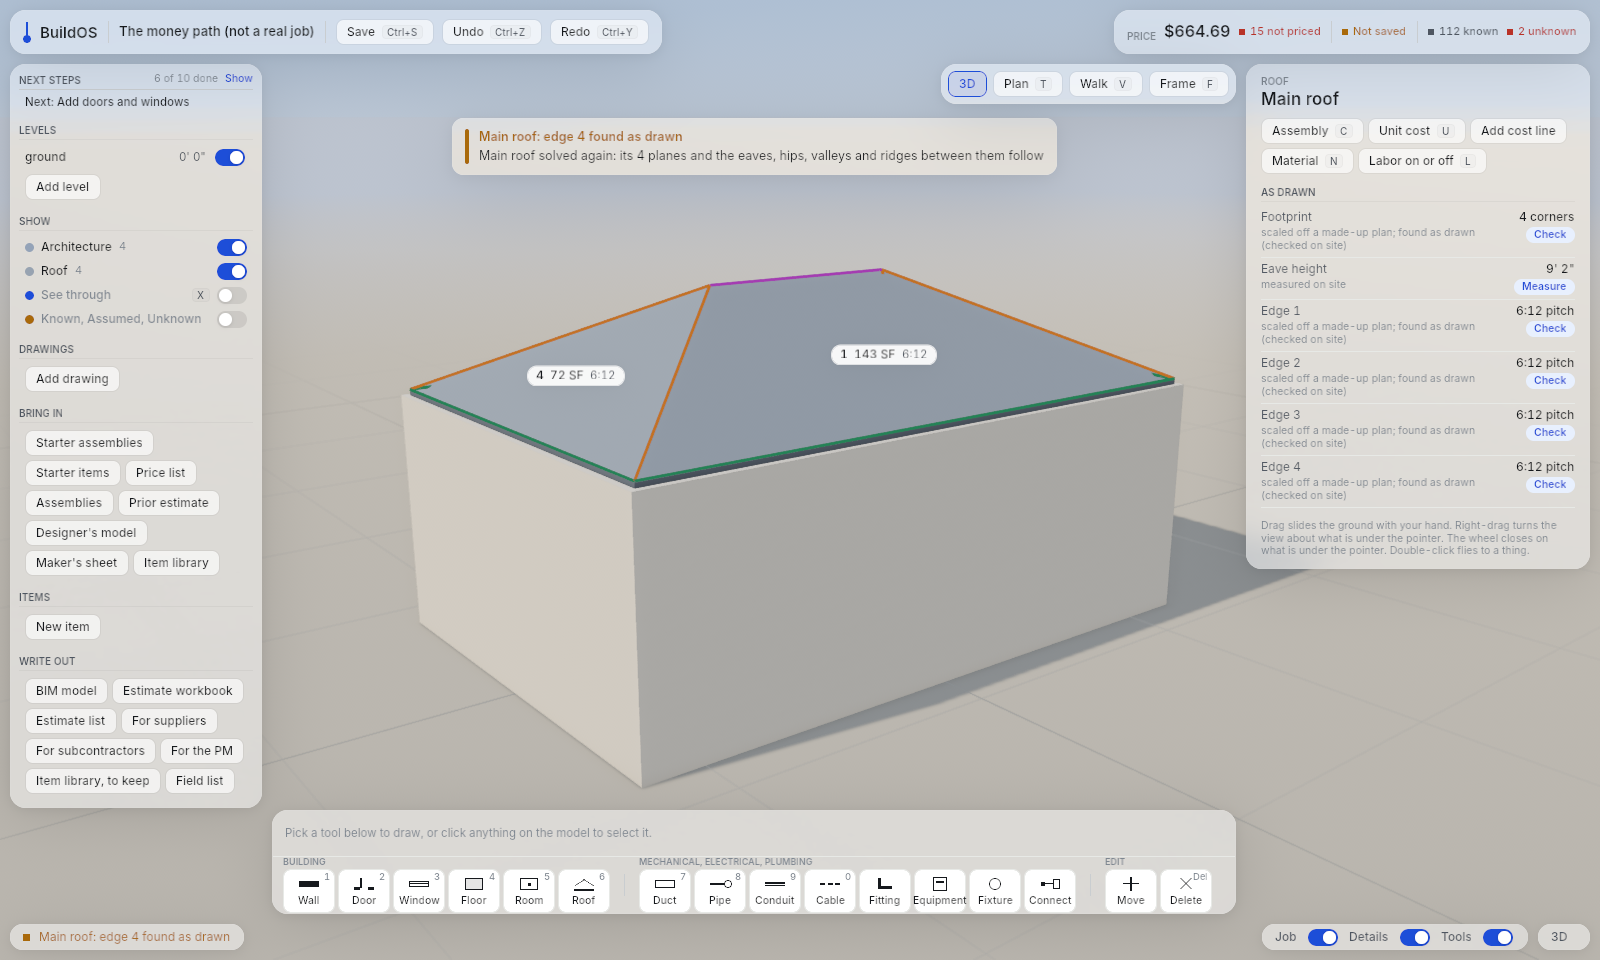 BuildOS
The money path (not a real job)
Save Ctrl+S
Undo Ctrl+Z
Redo Ctrl+Y
PRICE $664.69
15 not priced
Not saved
112 known
2 unknown
NEXT STEPS 6 of 10 done Show
Next: Add doors and windows
LEVELS
ground 0' 0"
Add level
SHOW
Architecture 4
Roof 4
See through X
Known, Assumed, Unknown
DRAWINGS
Add drawing
BRING IN
Starter assemblies
Starter items Price list
Assemblies Prior estimate
Designer's model
Maker's sheet Item library
ITEMS
New item
WRITE OUT
BIM model Estimate workbook
Estimate list For suppliers
For subcontractors For the PM
Item library, to keep Field list
3D Plan T Walk V Frame F
Main roof: edge 4 found as drawn
Main roof solved again: its 4 planes and the eaves, hips, valleys and ridges between them follow
4 72 SF 6:12
1 143 SF 6:12
ROOF
Main roof
Assembly C Unit cost U Add cost line
Material N Labor on or off L
AS DRAWN
Footprint 4 corners
scaled off a made-up plan; found as drawn Check
(checked on site)
Eave height 9' 2"
measured on site Measure
Edge 1 6:12 pitch
scaled off a made-up plan; found as drawn Check
(checked on site)
Edge 2 6:12 pitch
scaled off a made-up plan; found as drawn Check
(checked on site)
Edge 3 6:12 pitch
scaled off a made-up plan; found as drawn Check
(checked on site)
Edge 4 6:12 pitch
scaled off a made-up plan; found as drawn Check
(checked on site)
Drag slides the ground with your hand. Right-drag turns the
view about what is under the pointer. The wheel closes on
what is under the pointer. Double-click flies to a thing.
Pick a tool below to draw, or click anything on the model to select it.
BUILDING
1 Wall
2 Door
3 Window
4 Floor
5 Room
6 Roof
MECHANICAL, ELECTRICAL, PLUMBING
7 Duct
8 Pipe
9 Conduit
0 Cable
Fitting
Equipment
Fixture
Connect
EDIT
Move
Del Delete
Main roof: edge 4 found as drawn
Job Details Tools 3D